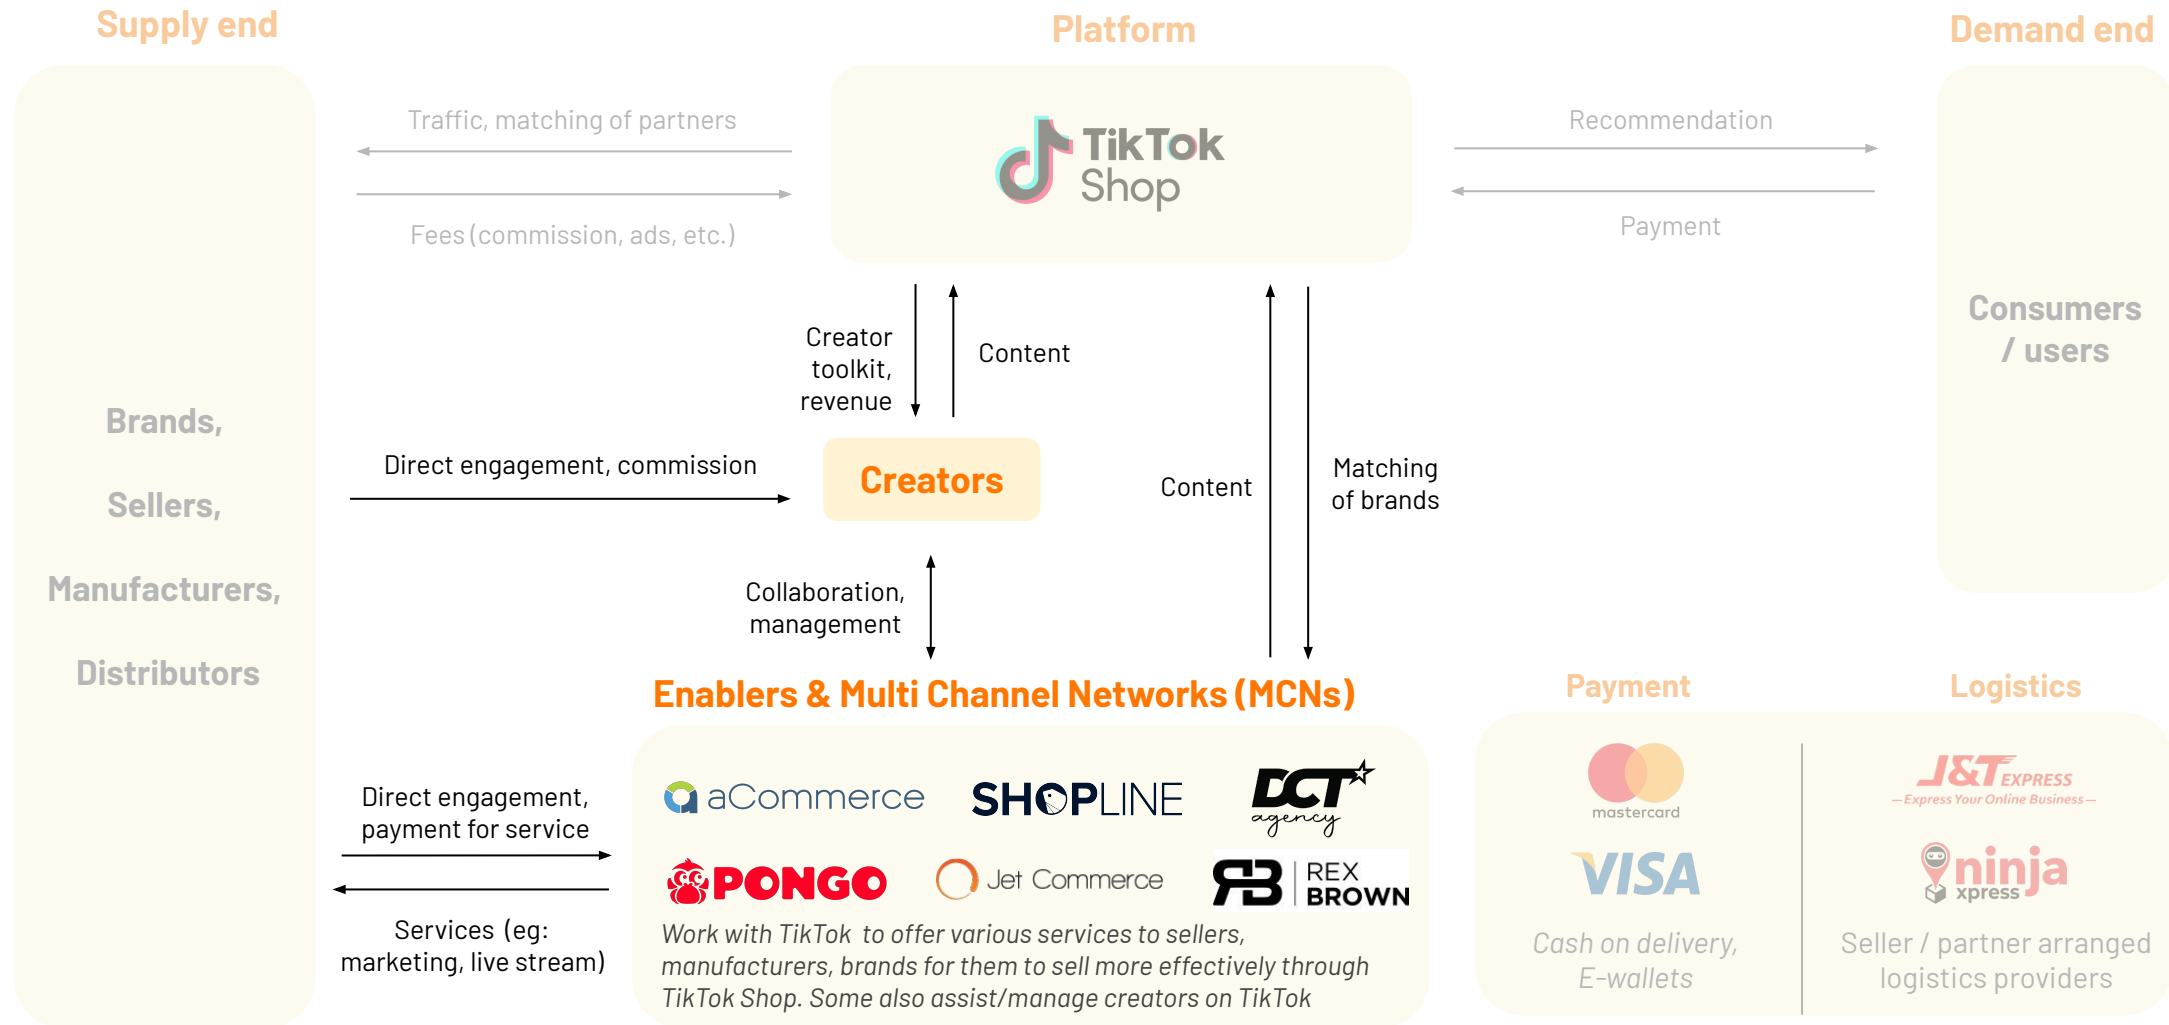 Supply end
Platform
Demand end
Traffic, matching of partners
Fees (commission, ads, etc.)
TikTok
Shop
Recommendation
Payment
Consumers
/ users
Brands,
Sellers,
Manufacturers,
Distributors
Creator
toolkit,
revenue
Content
Direct engagement, commission
Creators
Content
Matching
of brands
Collaboration,
management
Enablers & Multi Channel Networks (MCNs)
Direct engagement,
payment for service
Services (eg:
marketing, live stream)
aCommerce
SHOPLINE
DCT
agency
PONGO
Jet Commerce
RB
REX
BROWN
Work with TikTok to offer various services to sellers,
manufacturers, brands for them to sell more effectively through
TikTok Shop. Some also assist/manage creators on TikTok
Payment
mastercard
VISA
Cash on delivery,
E-wallets
Logistics
J&T EXPRESS
Express Your Online Business
ninja
xpress
Seller / partner arranged
logistics providers